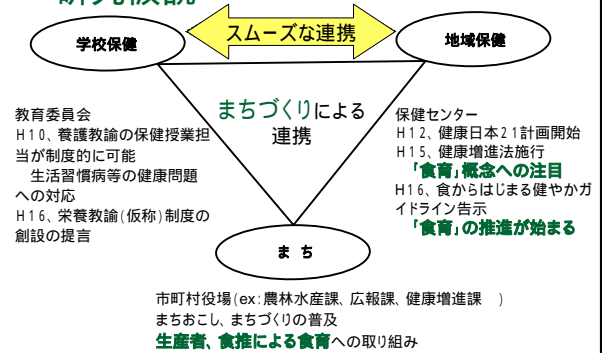 スムーズな連携
学校保健
地域保健
まちづくりによる
連携
教育委員会
H10、養護教諭の保健授業担
当が制度的に可能
生活習慣病等の健康問題
への対応
H16、栄養教諭(仮称)制度の
創設の提言
保健センター
H12、健康日本21計画開始
H15、健康増進法施行
「食育」概念への注目
H16、食からはじまる健やかガ
イドライン告示
「食育」の推進が始まる
まち
市町村役場(ex:農林水産課、広報課、健康増進課 )
まちおこし、まちづくりの普及
生産者、食推による食育への取り組み